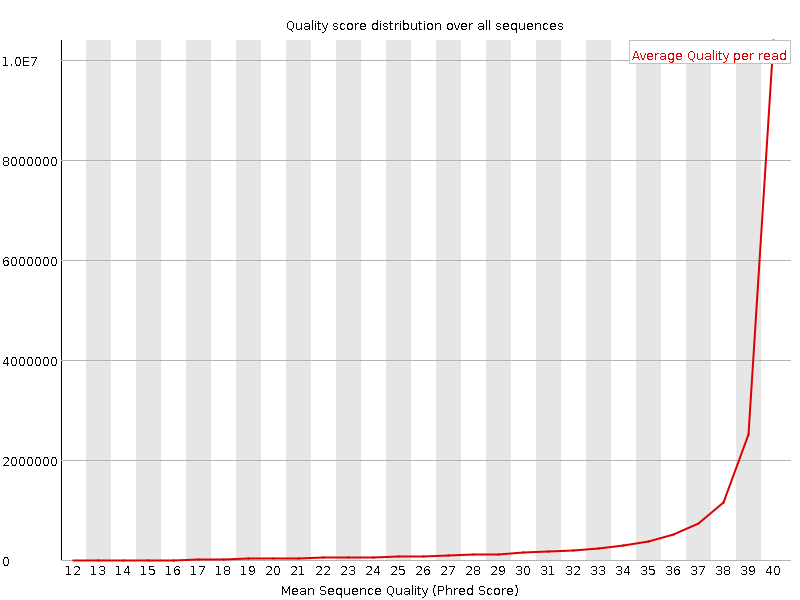 Quality score distribution over all sequences
Average Quality per read
1.0E7
8000000
6000000
4000000
2000000
0
12 13 14 15 16 17 18 19 20 21 22 23 24 25 26 27 28 29 30 31 32 33 34 35 36 37 38 39 40
Mean Sequence Quality (Phred Score)